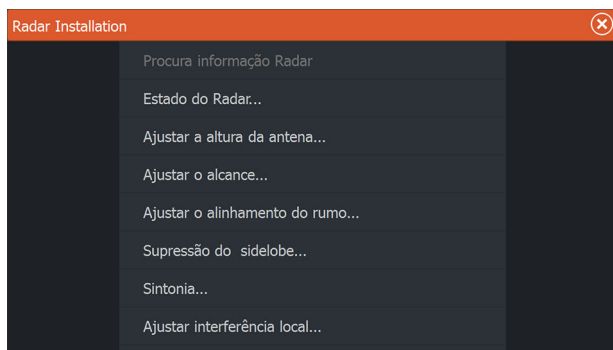 Radar Installation
Procura informação Radar
Estado do Radar...
Ajustar a altura da antena...
Ajustar o alcance...
Ajustar o alinhamento do rumo...
Supressão do  sidelobe...
Sintonia...
Ajustar interferência local...